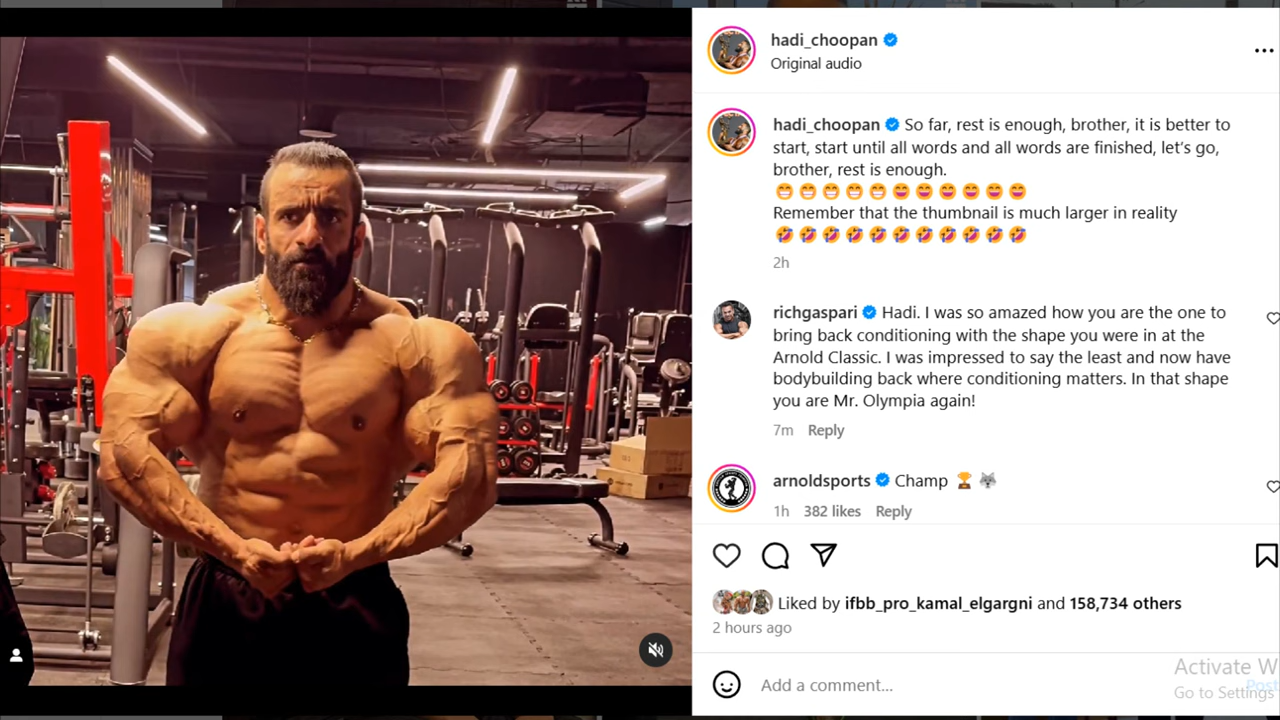 hadi_choopan
Original audio
hadi_choopan So far, rest is enough, brother, it is better to
start, start until all words and all words are finished, let's go,
brother, rest is enough.
😁😁😁😁😁😄😄😄😄😄😄
Remember that the thumbnail is much larger in reality
🤣🤣🤣🤣🤣🤣🤣🤣🤣🤣🤣
2h
richgaspari Hadi. I was so amazed how you are the one to
bring back conditioning with the shape you were in at the
Arnold Classic. I was impressed to say the least and now have
bodybuilding back where conditioning matters. In that shape
you are Mr. Olympia again!
7m Reply
arnoldsports Champ 🏆 🐺
1h 382 likes Reply
Liked by ifbb_pro_kamal_elgargni and 158,734 others
2 hours ago
Add a comment...
Activate W
Post
Go to Settings